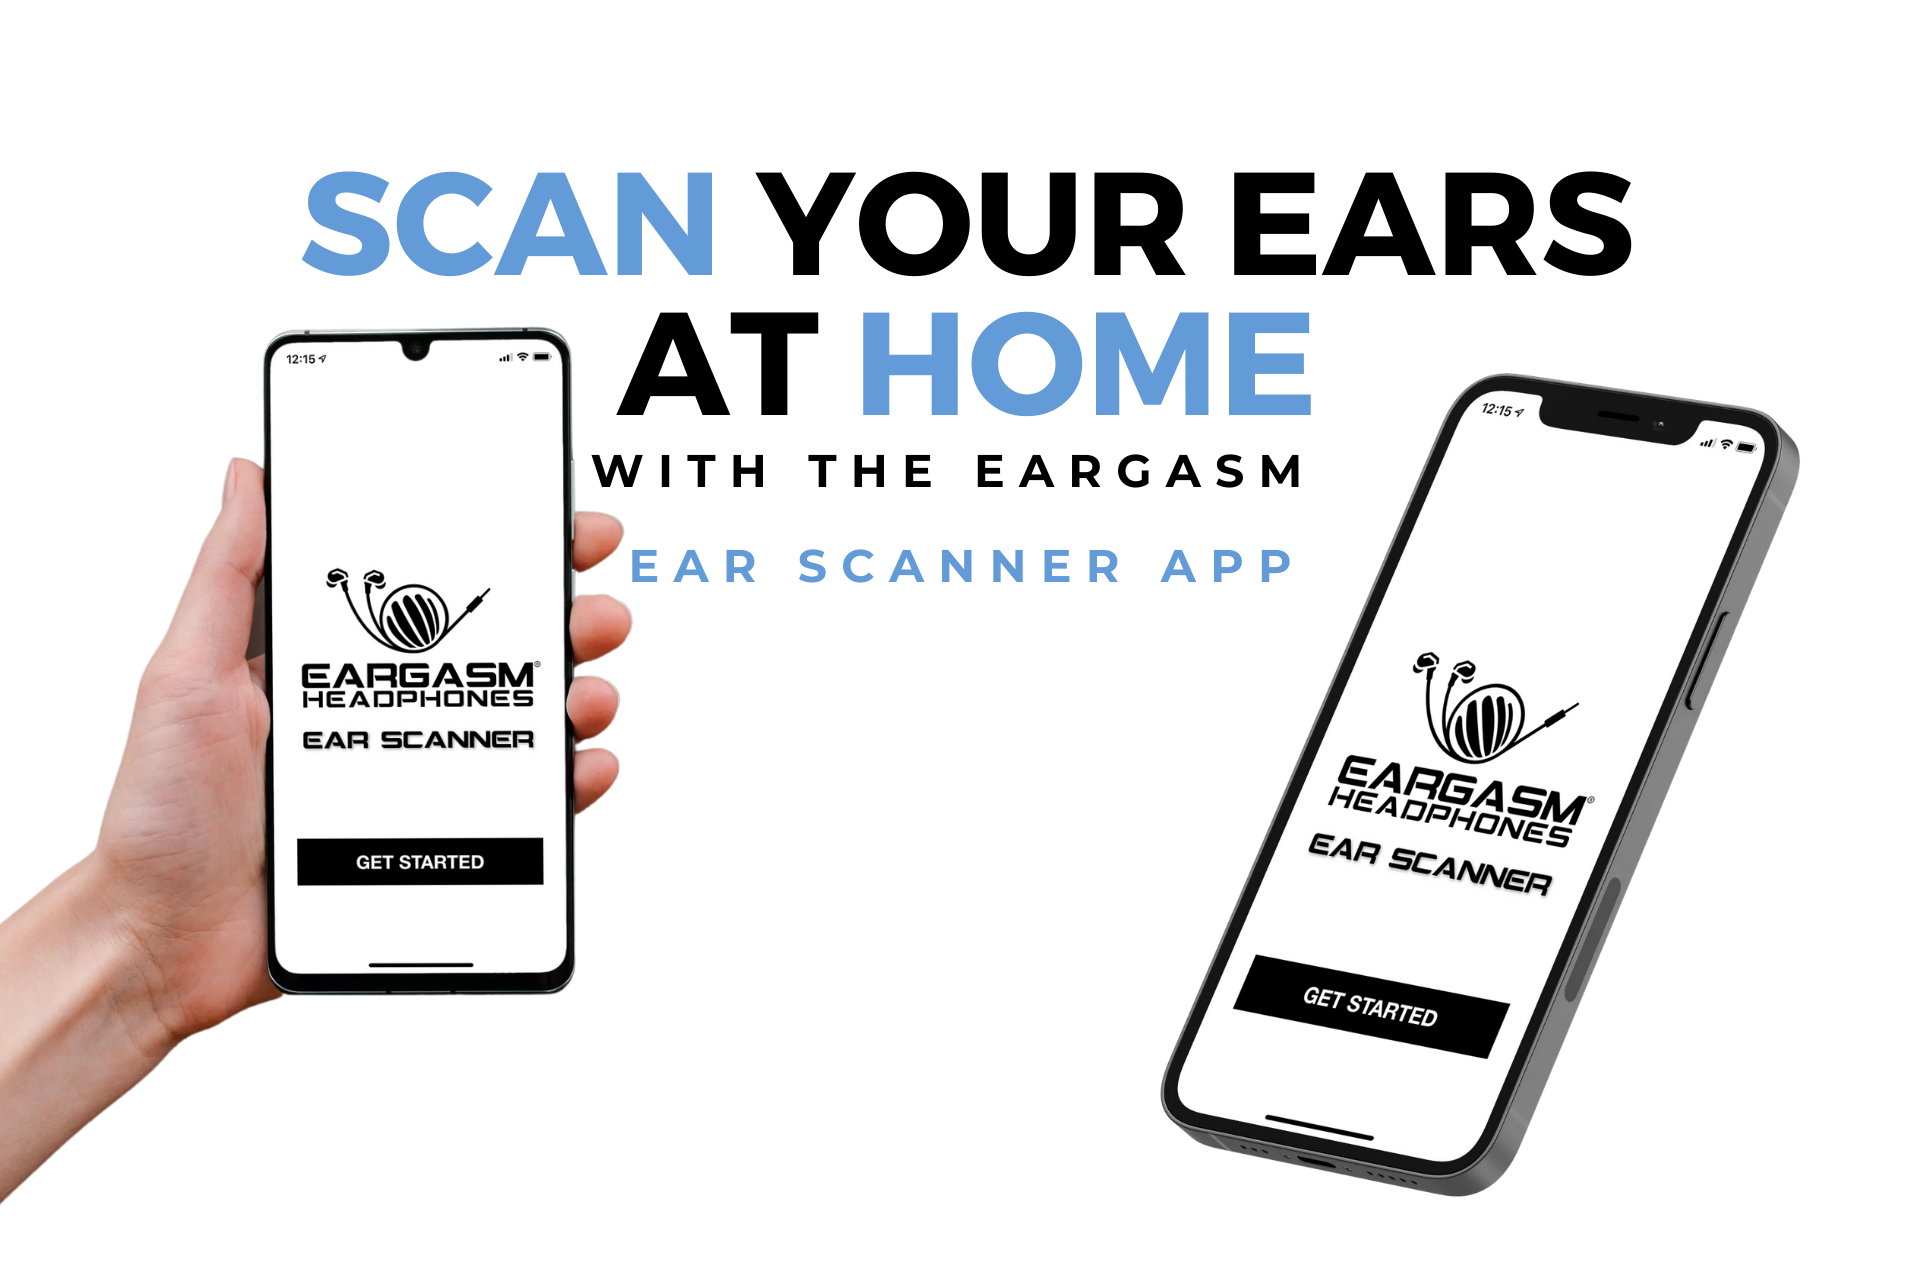 SCAN YOUR EARS
AT HOME
WITH THE EARGASM
EAR SCANNER APP
12:15
EARGASM®
HEADPHONES
EAR SCANNER
GET STARTED
12:15
EARGASM®
HEADPHONES
EAR SCANNER
GET STARTED